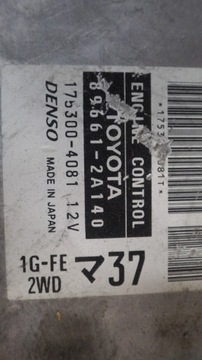 ENGINE CONTROL
TOYOTA
89661-2A140
175300-4081 12V
DENSO MADE IN JAPAN
1G-FE
2WD
マ37